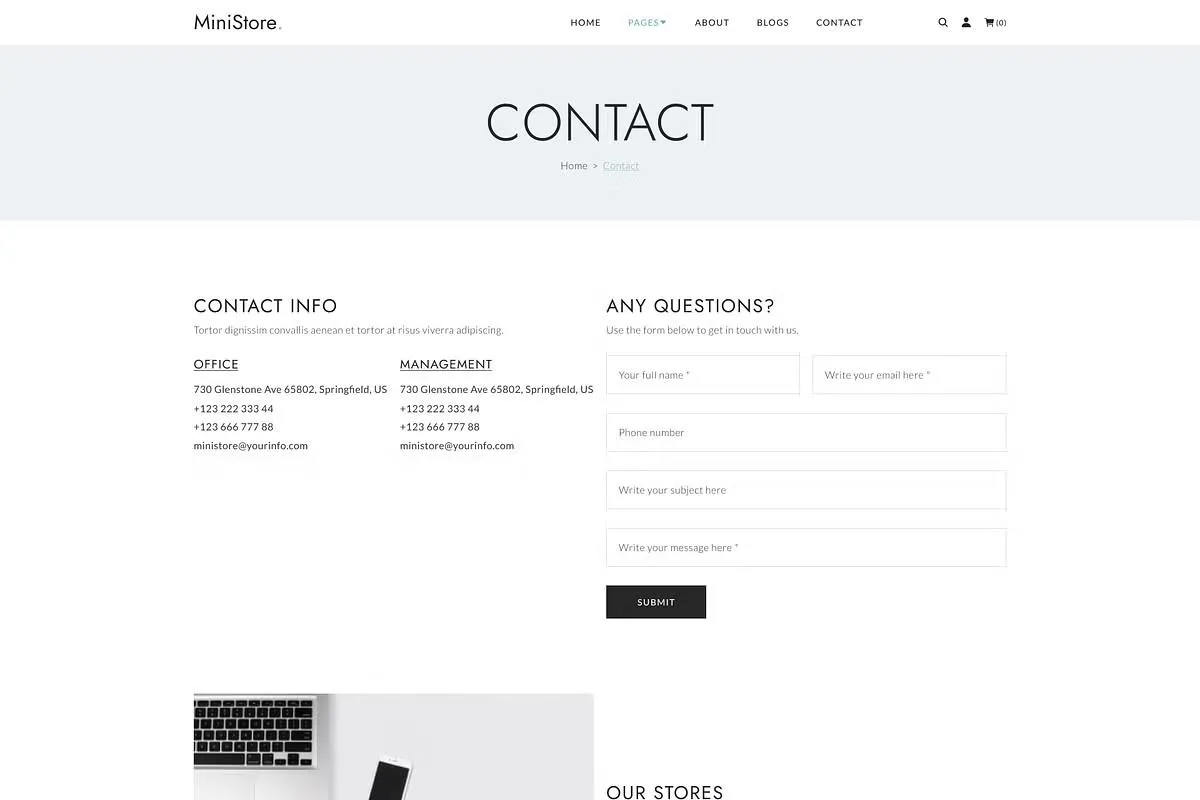 MiniStore.
HOME PAGES ABOUT BLOGS CONTACT (0)
CONTACT
Home > Contact
CONTACT INFO
Tortor dignissim convallis aenean et tortor at risus viverra adipiscing.
OFFICE
730 Glenstone Ave 65802, Springfield, US
+123 222 333 44
+123 666 777 88
ministore@yourinfo.com
MANAGEMENT
730 Glenstone Ave 65802, Springfield, US
+123 222 333 44
+123 666 777 88
ministore@yourinfo.com
ANY QUESTIONS?
Use the form below to get in touch with us.
Your full name *
Write your email here *
Phone number
Write your subject here
Write your message here *
SUBMIT
OUR STORES